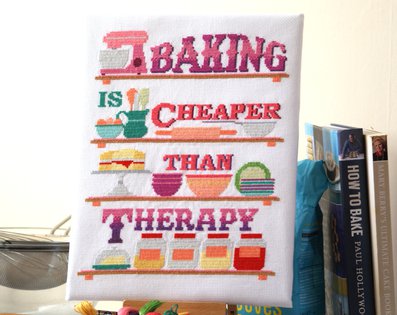 BAKING
IS CHEAPER
THAN
THERAPY
HOW TO BAKE PAUL HOLLYWOOD
MARY BERRY'S ULTIMATE CAKE BOOK